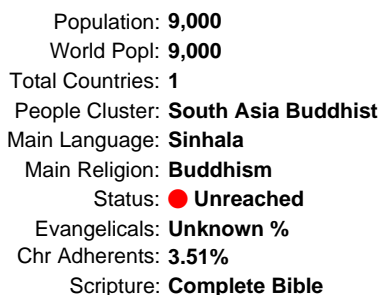 Population: 9,000
World Popl: 9,000
Total Countries: 1
People Cluster: South Asia Buddhist
Main Language: Sinhala
Main Religion: Buddhism
Status: Unreached
Evangelicals: Unknown %
Chr Adherents: 3.51%
Scripture: Complete Bible